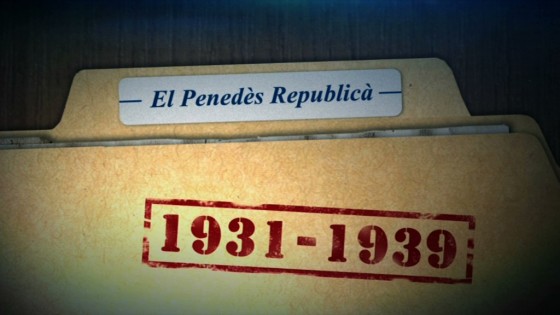 — El Penedès Republicà —
1931-1939